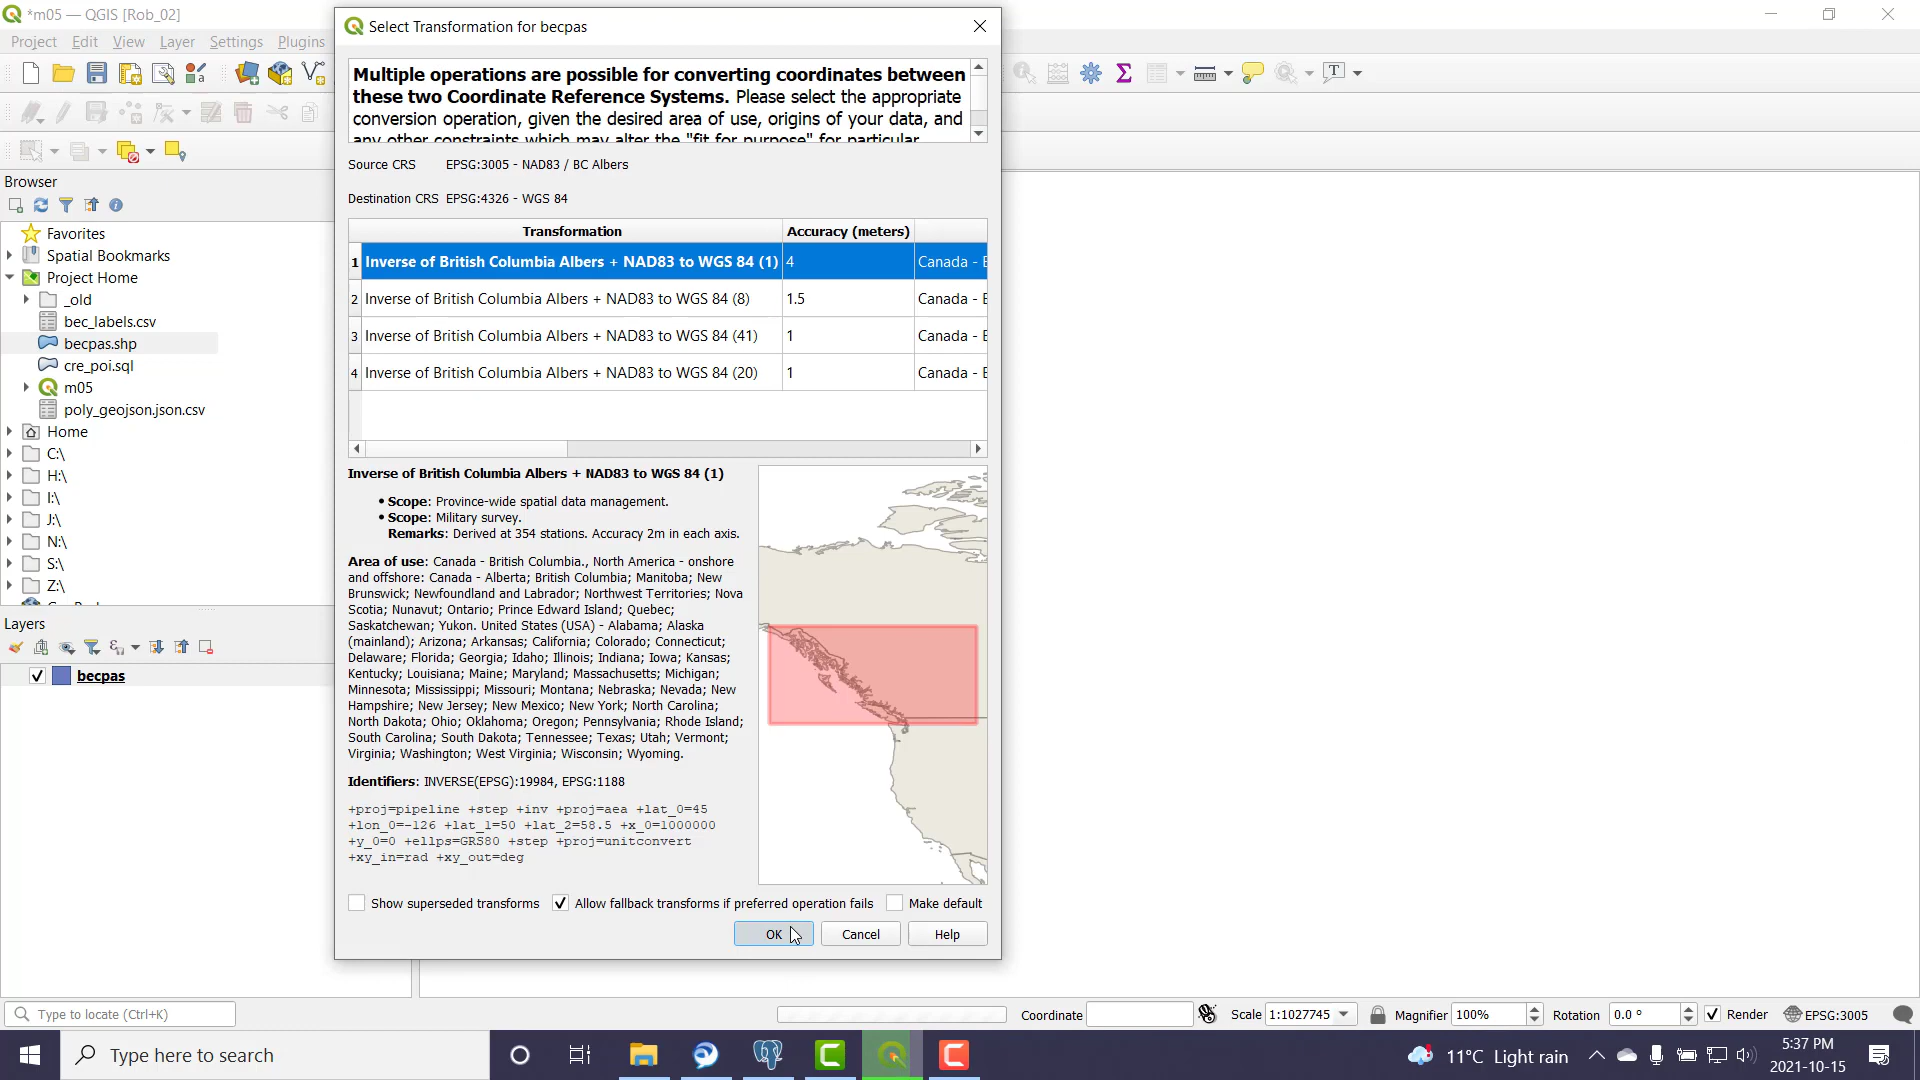 *m05 — QGIS [Rob_02]
Project Edit View Layer Settings Plugins
Select Transformation for becpas
Multiple operations are possible for converting coordinates between
these two Coordinate Reference Systems. Please select the appropriate
conversion operation, given the desired area of use, origins of your data, and
any other constraints which may alter the "fit for purpose" for particular
Source CRS EPSG:3005 - NAD83 / BC Albers
Destination CRS EPSG:4326 - WGS 84
Transformation Accuracy (meters)
1 Inverse of British Columbia Albers + NAD83 to WGS 84 (1) 4 Canada -
2 Inverse of British Columbia Albers + NAD83 to WGS 84 (8) 1.5 Canada -
3 Inverse of British Columbia Albers + NAD83 to WGS 84 (41) 1 Canada -
4 Inverse of British Columbia Albers + NAD83 to WGS 84 (20) 1 Canada -
Inverse of British Columbia Albers + NAD83 to WGS 84 (1)
• Scope: Province-wide spatial data management.
• Scope: Military survey.
Remarks: Derived at 354 stations. Accuracy 2m in each axis.
Area of use: Canada - British Columbia., North America - onshore
and offshore: Canada - Alberta; British Columbia; Manitoba; New
Brunswick; Newfoundland and Labrador; Northwest Territories; Nova
Scotia; Nunavut; Ontario; Prince Edward Island; Quebec;
Saskatchewan; Yukon. United States (USA) - Alabama; Alaska
(mainland); Arizona; Arkansas; California; Colorado; Connecticut;
Delaware; Florida; Georgia; Idaho; Illinois; Indiana; Iowa; Kansas;
Kentucky; Louisiana; Maine; Maryland; Massachusetts; Michigan;
Minnesota; Mississippi; Missouri; Montana; Nebraska; Nevada; New
Hampshire; New Jersey; New Mexico; New York; North Carolina;
North Dakota; Ohio; Oklahoma; Oregon; Pennsylvania; Rhode Island;
South Carolina; South Dakota; Tennessee; Texas; Utah; Vermont;
Virginia; Washington; West Virginia; Wisconsin; Wyoming.
Identifiers: INVERSE(EPSG):19984, EPSG:1188
+proj=pipeline +step +inv +proj=aea +lat_0=45
+lon_0=-126 +lat_1=50 +lat_2=58.5 +x_0=1000000
+y_0=0 +ellps=GRS80 +step +proj=unitconvert
+xy_in=rad +xy_out=deg
Show superseded transforms Allow fallback transforms if preferred operation fails Make default
OK Cancel Help
Browser
Favorites
Spatial Bookmarks
Project Home
_old
bec_labels.csv
becpas.shp
cre_poi.sql
m05
poly_geojson.json.csv
Home
C:\
H:\
I:\
J:\
N:\
S:\
Z:\
Layers
becpas
Type to locate (Ctrl+K) Coordinate Scale 1:1027745 Magnifier 100% Rotation 0.0 ° Render EPSG:3005
Type here to search 11°C Light rain 5:37 PM
2021-10-15